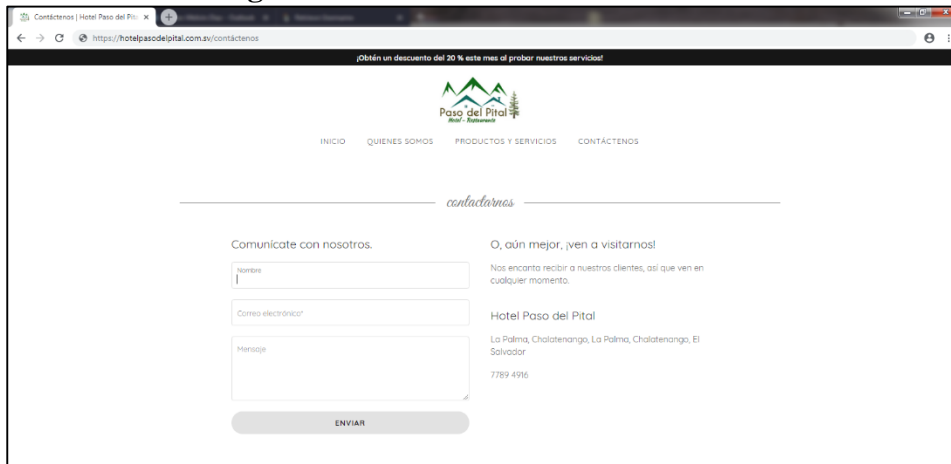 Contáctenos | Hotel Paso del Pit
https://hotelpasodelpital.com.sv/contáctenos
¡Obtén un descuento del 20 % este mes al probar nuestros servicios!
Paso del Pital
Hotel - Restaurante
INICIO QUIENES SOMOS PRODUCTOS Y SERVICIOS CONTÁCTENOS
contactarnos
Comunícate con nosotros.
Nombre
Correo electrónico*
Mensaje
ENVIAR
O, aún mejor, ¡ven a visitarnos!
Nos encanta recibir a nuestros clientes, así que ven en
cualquier momento.
Hotel Paso del Pital
La Palma, Chalatenango, La Palma, Chalatenango, El
Salvador
7789 4916